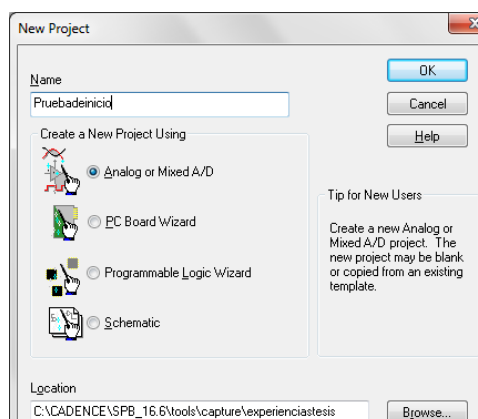 New Project
Name
Pruebadeinicio
OK
Cancel
Help
Create a New Project Using
Analog or Mixed A/D
PC Board Wizard
Programmable Logic Wizard
Schematic
Tip for New Users
Create a new Analog or
Mixed A/D project. The
new project may be blank
or copied from an existing
template.
Location
C:\CADENCE\SPB_16.6\tools\capture\experienciastesis
Browse...